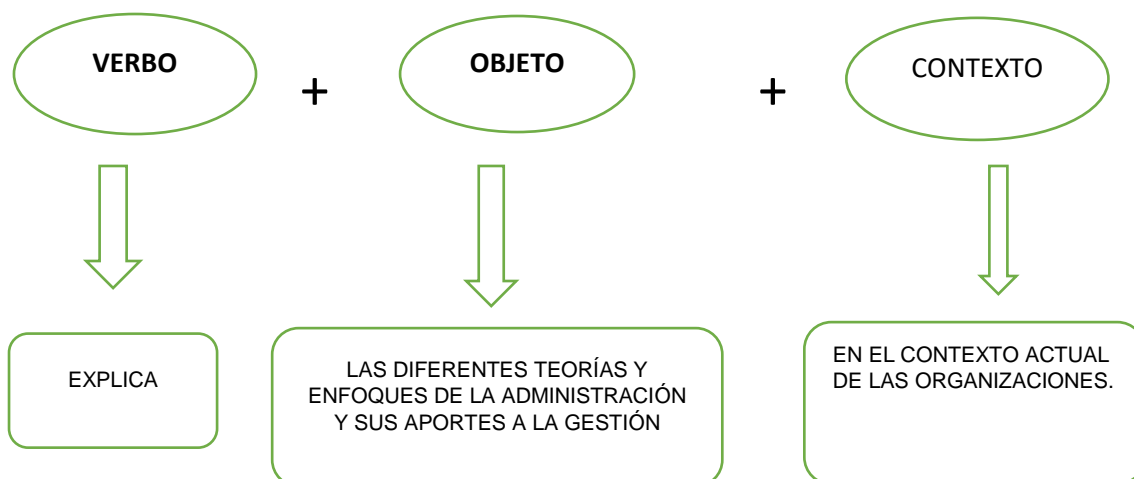 VERBO
+
OBJETO
+
CONTEXTO
EXPLICA
LAS DIFERENTES TEORÍAS Y
ENFOQUES DE LA ADMINISTRACIÓN
Y SUS APORTES A LA GESTIÓN
EN EL CONTEXTO ACTUAL
DE LAS ORGANIZACIONES.